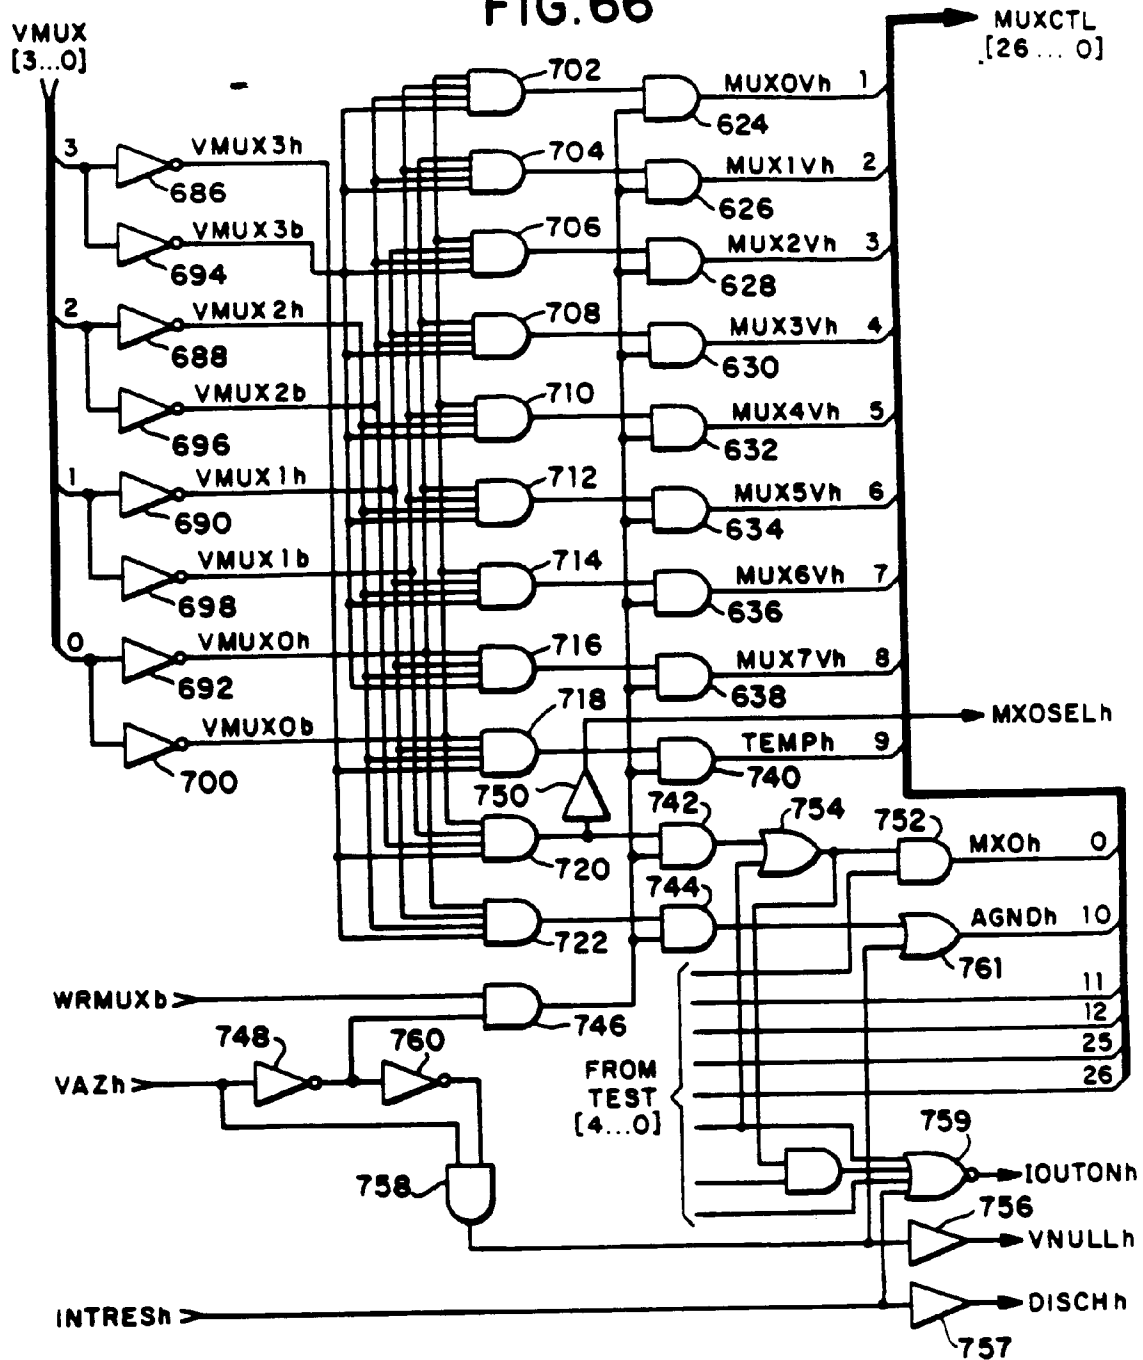 FIG. 66
VMUX
[3...0]
MUXCTL
[26 ... 0]
702
MUX0Vh 1
624
3
VMUX3h
686
704
MUX1Vh 2
626
VMUX3b
694
706
MUX2Vh 3
628
2
VMUX2h
688
708
MUX3Vh 4
630
VMUX2b
696
710
MUX4Vh 5
632
1
VMUX1h
690
712
MUX5Vh 6
634
VMUX1b
698
714
MUX6Vh 7
636
0
VMUX0h
692
716
MUX7Vh 8
638
VMUX0b
700
718
MXOSELh
TEMPh 9
740
750
742
754
752
MXOh 0
720
744
AGNDh 10
722
761
WRMUXb
746
11
12
25
26
748
760
VAZh
FROM
TEST
[4...0]
758
759
IOUTONh
756
VNULLh
INTRESh
DISCHh
757